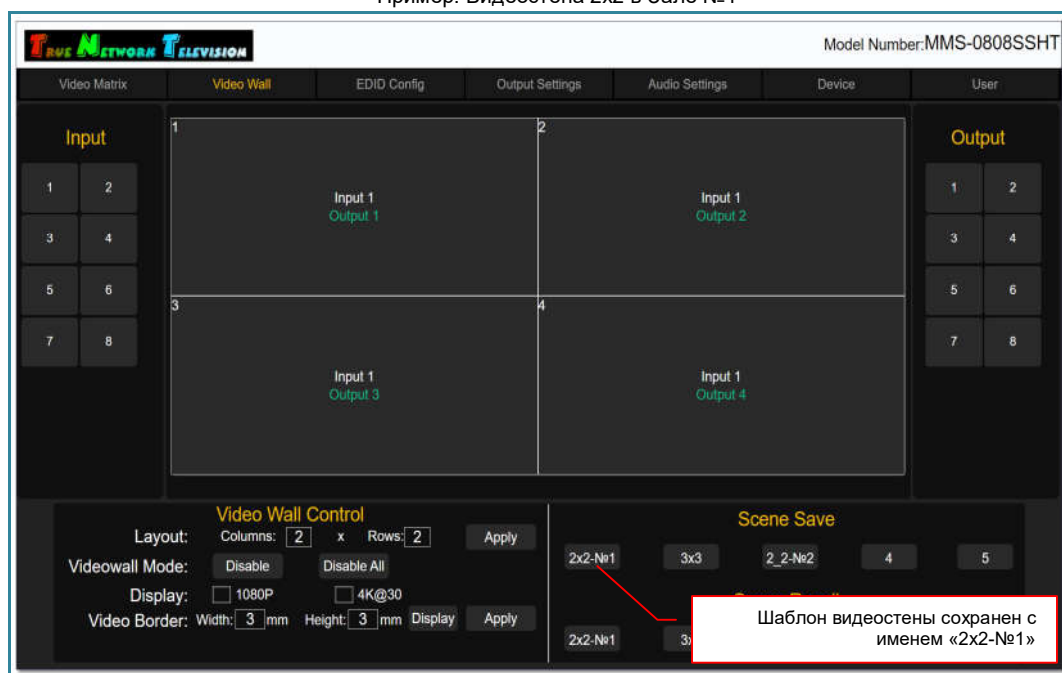 Пример: Видеостена 2x2 в Зале №1
TRUE NETWORK TELEVISION
Model Number:MMS-0808SSHT
Video Matrix Video Wall EDID Config Output Settings Audio Settings Device User
Input
1 2
3 4
5 6
7 8
1
Input 1
Output 1
2
Input 1
Output 2
3
Input 1
Output 3
4
Input 1
Output 4
Output
1 2
3 4
5 6
7 8
Video Wall Control
Layout: Columns: 2 x Rows: 2 Apply
Videowall Mode: Disable Disable All
Display: 1080P 4K@30
Video Border: Width: 3 mm Height: 3 mm Display Apply
Scene Save
2x2-№1 3x3 2_2-№2 4 5
2x2-№1
Шаблон видеостены сохранен с
именем «2x2-№1»